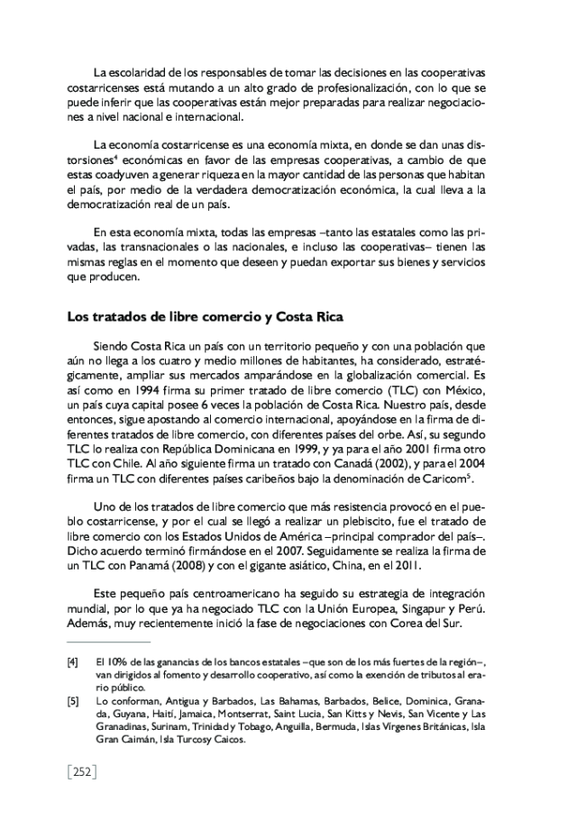 La escolaridad de los responsables de tomar las decisiones en las cooperativas
costarricenses está mutando a un alto grado de profesionalización, con lo que se
puede inferir que las cooperativas están mejor preparadas para realizar negociacio-
nes a nivel nacional e internacional.
La economía costarricense es una economía mixta, en donde se dan unas dis-
torsiones⁴ económicas en favor de las empresas cooperativas, a cambio de que
estas coadyuven a generar riqueza en la mayor cantidad de las personas que habitan
el país, por medio de la verdadera democratización económica, la cual lleva a la
democratización real de un país.
En esta economía mixta, todas las empresas –tanto las estatales como las pri-
vadas, las transnacionales o las nacionales, e incluso las cooperativas– tienen las
mismas reglas en el momento que deseen y puedan exportar sus bienes y servicios
que producen.
Los tratados de libre comercio y Costa Rica
Siendo Costa Rica un país con un territorio pequeño y con una población que
aún no llega a los cuatro y medio millones de habitantes, ha considerado, estraté-
gicamente, ampliar sus mercados amparándose en la globalización comercial. Es
así como en 1994 firma su primer tratado de libre comercio (TLC) con México,
un país cuya capital posee 6 veces la población de Costa Rica. Nuestro país, desde
entonces, sigue apostando al comercio internacional, apoyándose en la firma de di-
ferentes tratados de libre comercio, con diferentes países del orbe. Así, su segundo
TLC lo realiza con República Dominicana en 1999, y ya para el año 2001 firma otro
TLC con Chile. Al año siguiente firma un tratado con Canadá (2002), y para el 2004
firma un TLC con diferentes países caribeños bajo la denominación de Caricom⁵.
Uno de los tratados de libre comercio que más resistencia provocó en el pue-
blo costarricense, y por el cual se llegó a realizar un plebiscito, fue el tratado de
libre comercio con los Estados Unidos de América –principal comprador del país–.
Dicho acuerdo terminó firmándose en el 2007. Seguidamente se realiza la firma de
un TLC con Panamá (2008) y con el gigante asiático, China, en el 2011.
Este pequeño país centroamericano ha seguido su estrategia de integración
mundial, por lo que ya ha negociado TLC con la Unión Europea, Singapur y Perú.
Además, muy recientemente inició la fase de negociaciones con Corea del Sur.
[4] El 10% de las ganancias de los bancos estatales –que son de los más fuertes de la región–,
van dirigidos al fomento y desarrollo cooperativo, así como la exención de tributos al era-
rio público.
[5] Lo conforman, Antigua y Barbados, Las Bahamas, Barbados, Belice, Dominica, Grana-
da, Guyana, Haití, Jamaica, Montserrat, Saint Lucia, San Kitts y Nevis, San Vicente y Las
Granadinas, Surinam, Trinidad y Tobago, Anguilla, Bermuda, Islas Vírgenes Británicas, Isla
Gran Caimán, Isla Turcosy Caicos.
[252]